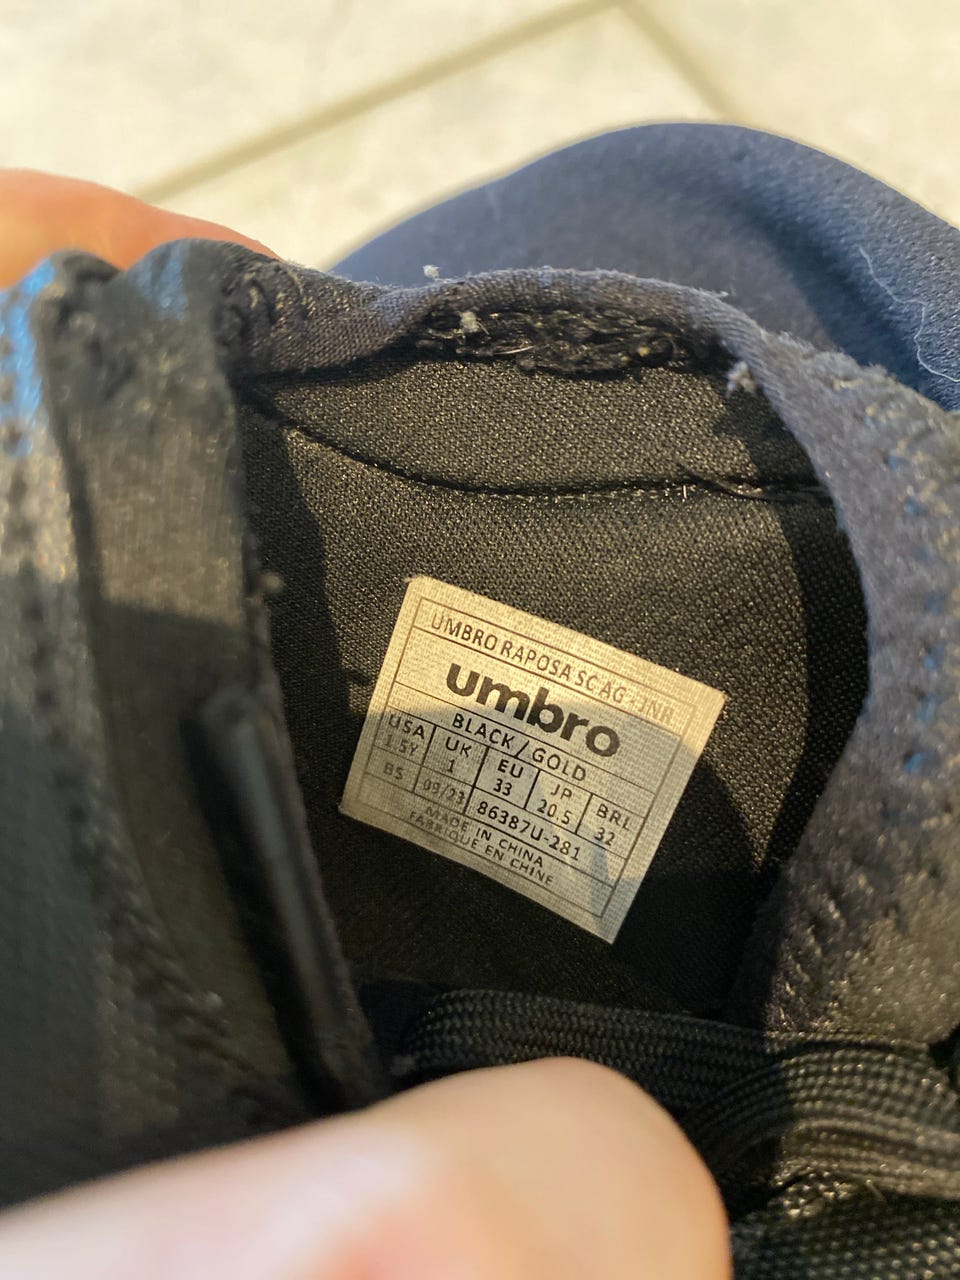 UMBRO RAPOSA SC AG -JNR
umbro
BLACK / GOLD
USA UK EU JP BRL
1.5Y 1 33 20.5 32
BS 09/23 86387U-281
MADE IN CHINA
FABRIQUE EN CHINE